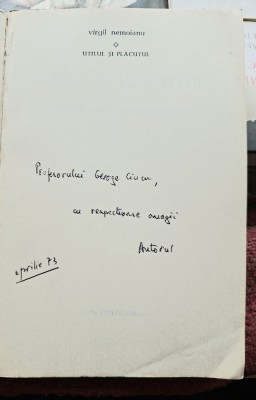 virgil nemoianu
UTILUL ȘI PLĂCUTUL
Profesorului George Ciucu,
cu respectuoase omagii
Autorul
aprilie 73